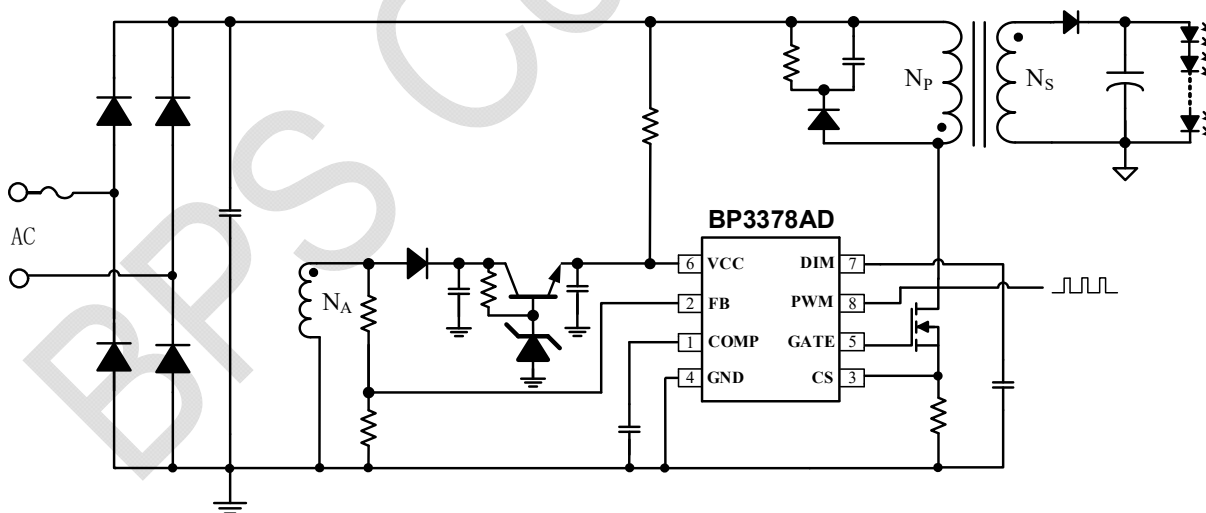 BPS Co
N_P
N_S
BP3378AD
AC
N_A
6 VCC DIM 7
2 FB PWM 8
1 COMP GATE 5
4 GND CS 3